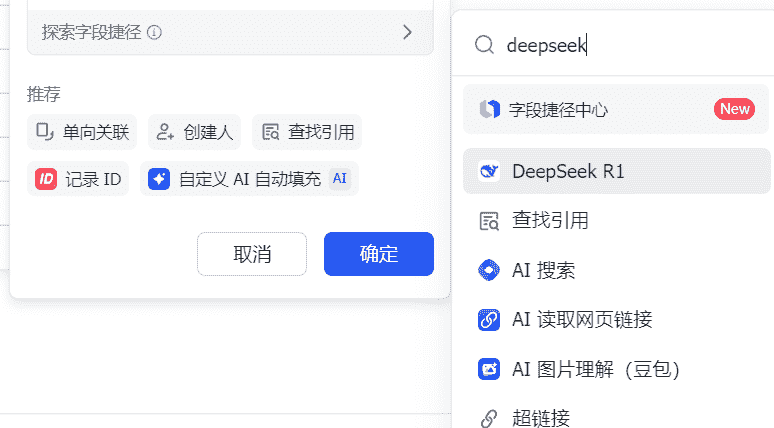 探索字段捷径
推荐
单向关联 创建人 查找引用
ID 记录 ID 自定义 AI 自动填充 AI
取消 确定
deepseek
字段捷径中心 New
DeepSeek R1
查找引用
AI 搜索
AI 读取网页链接
AI 图片理解（豆包）
超链接